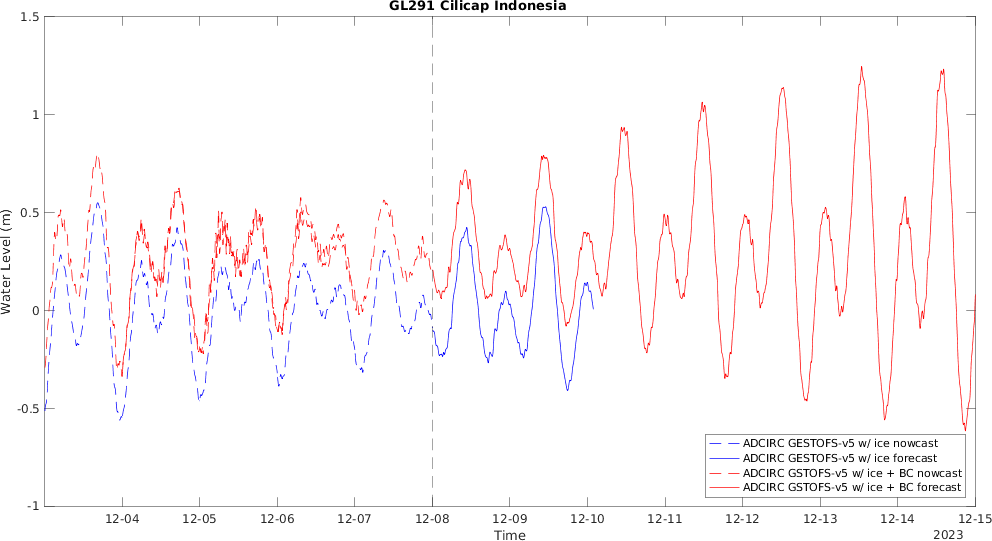 GL291 Cilicap Indonesia
1.5
1
0.5
0
-0.5
-1
Water Level (m)
12-04 12-05 12-06 12-07 12-08 12-09 12-10 12-11 12-12 12-13 12-14 12-15
Time
2023
ADCIRC GESTOFS-v5 w/ ice nowcast
ADCIRC GESTOFS-v5 w/ ice forecast
ADCIRC GSTOFS-v5 w/ ice + BC nowcast
ADCIRC GSTOFS-v5 w/ ice + BC forecast